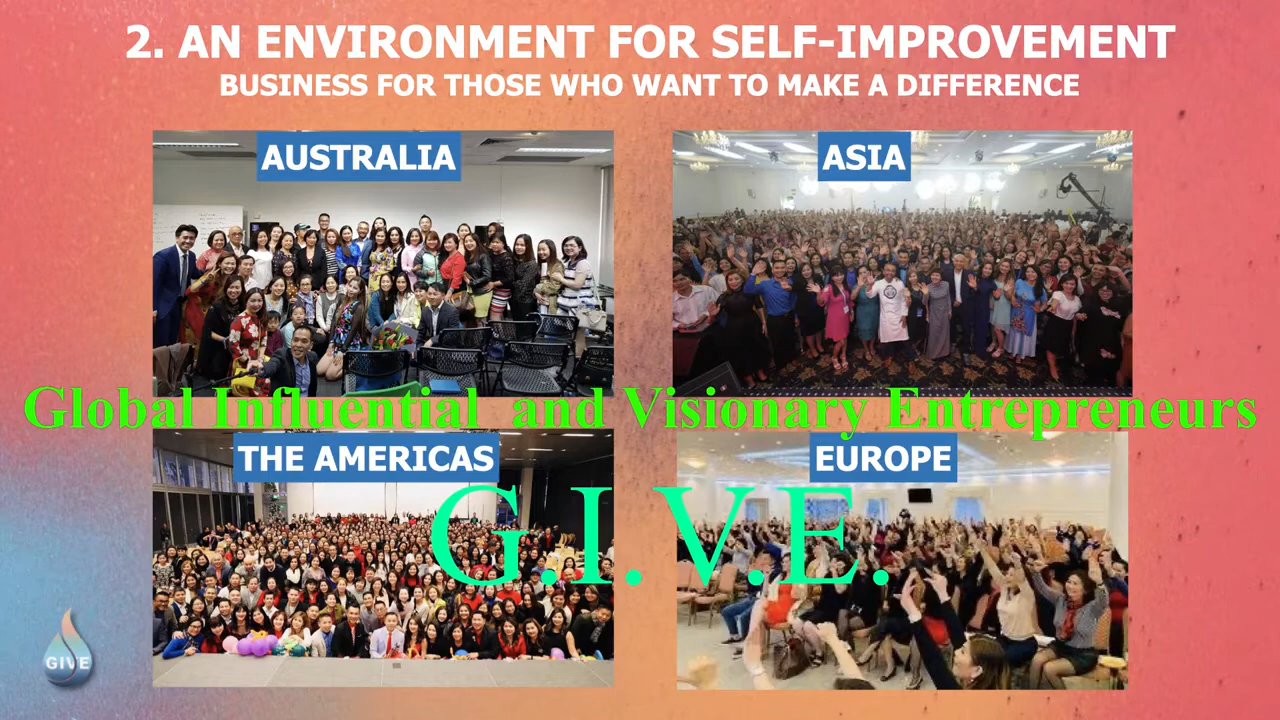 2. AN ENVIRONMENT FOR SELF-IMPROVEMENT
BUSINESS FOR THOSE WHO WANT TO MAKE A DIFFERENCE
AUSTRALIA
ASIA
Global Influential and Visionary Entrepreneurs
THE AMERICAS
EUROPE
G.I.V.E.
GIVE